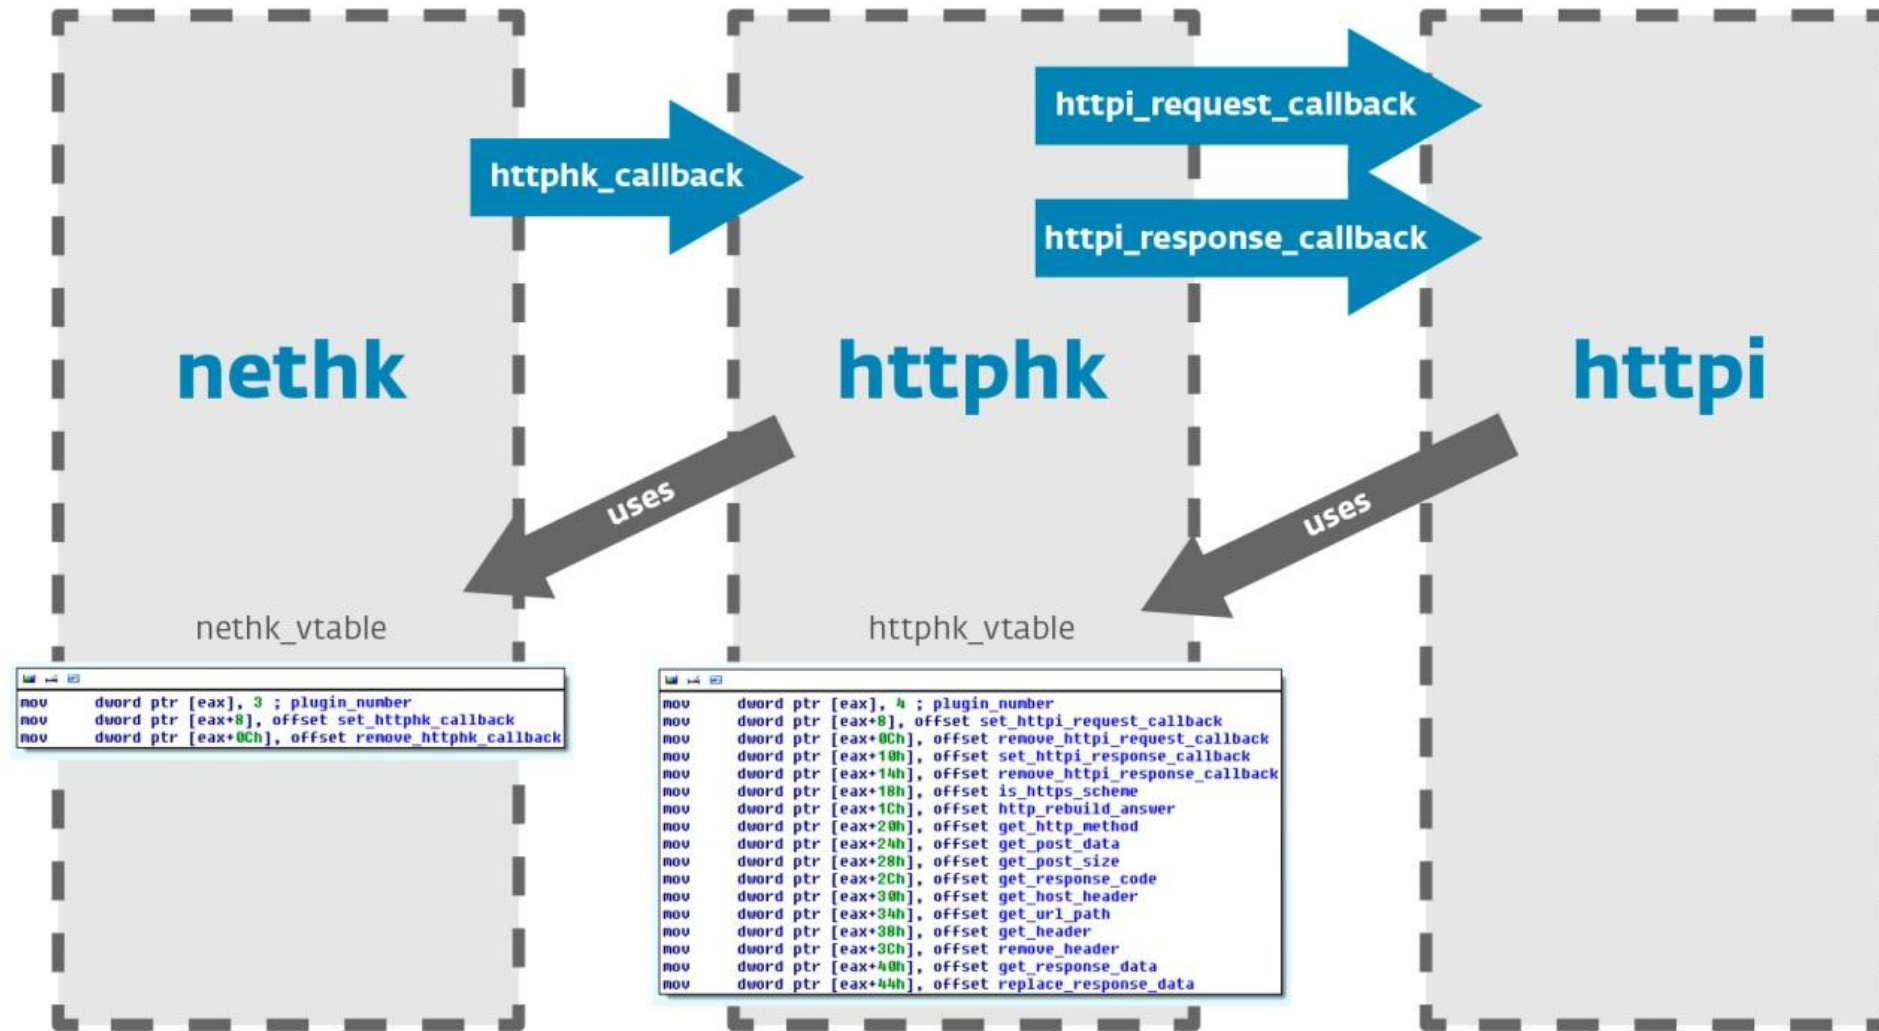 httpi_request_callback
httphk_callback
httpi_response_callback
nethk
httphk
httpi
uses
uses
nethk_vtable
httphk_vtable
mov dword ptr [eax], 3 ; plugin_number
mov dword ptr [eax+8], offset set_httphk_callback
mov dword ptr [eax+0Ch], offset remove_httphk_callback
mov dword ptr [eax], 4 ; plugin_number
mov dword ptr [eax+8], offset set_httpi_request_callback
mov dword ptr [eax+0Ch], offset remove_httpi_request_callback
mov dword ptr [eax+10h], offset set_httpi_response_callback
mov dword ptr [eax+14h], offset remove_httpi_response_callback
mov dword ptr [eax+18h], offset is_https_scheme
mov dword ptr [eax+1Ch], offset http_rebuild_answer
mov dword ptr [eax+20h], offset get_http_method
mov dword ptr [eax+24h], offset get_post_data
mov dword ptr [eax+28h], offset get_post_size
mov dword ptr [eax+2Ch], offset get_response_code
mov dword ptr [eax+30h], offset get_host_header
mov dword ptr [eax+34h], offset get_url_path
mov dword ptr [eax+38h], offset get_header
mov dword ptr [eax+3Ch], offset remove_header
mov dword ptr [eax+40h], offset get_response_data
mov dword ptr [eax+44h], offset replace_response_data